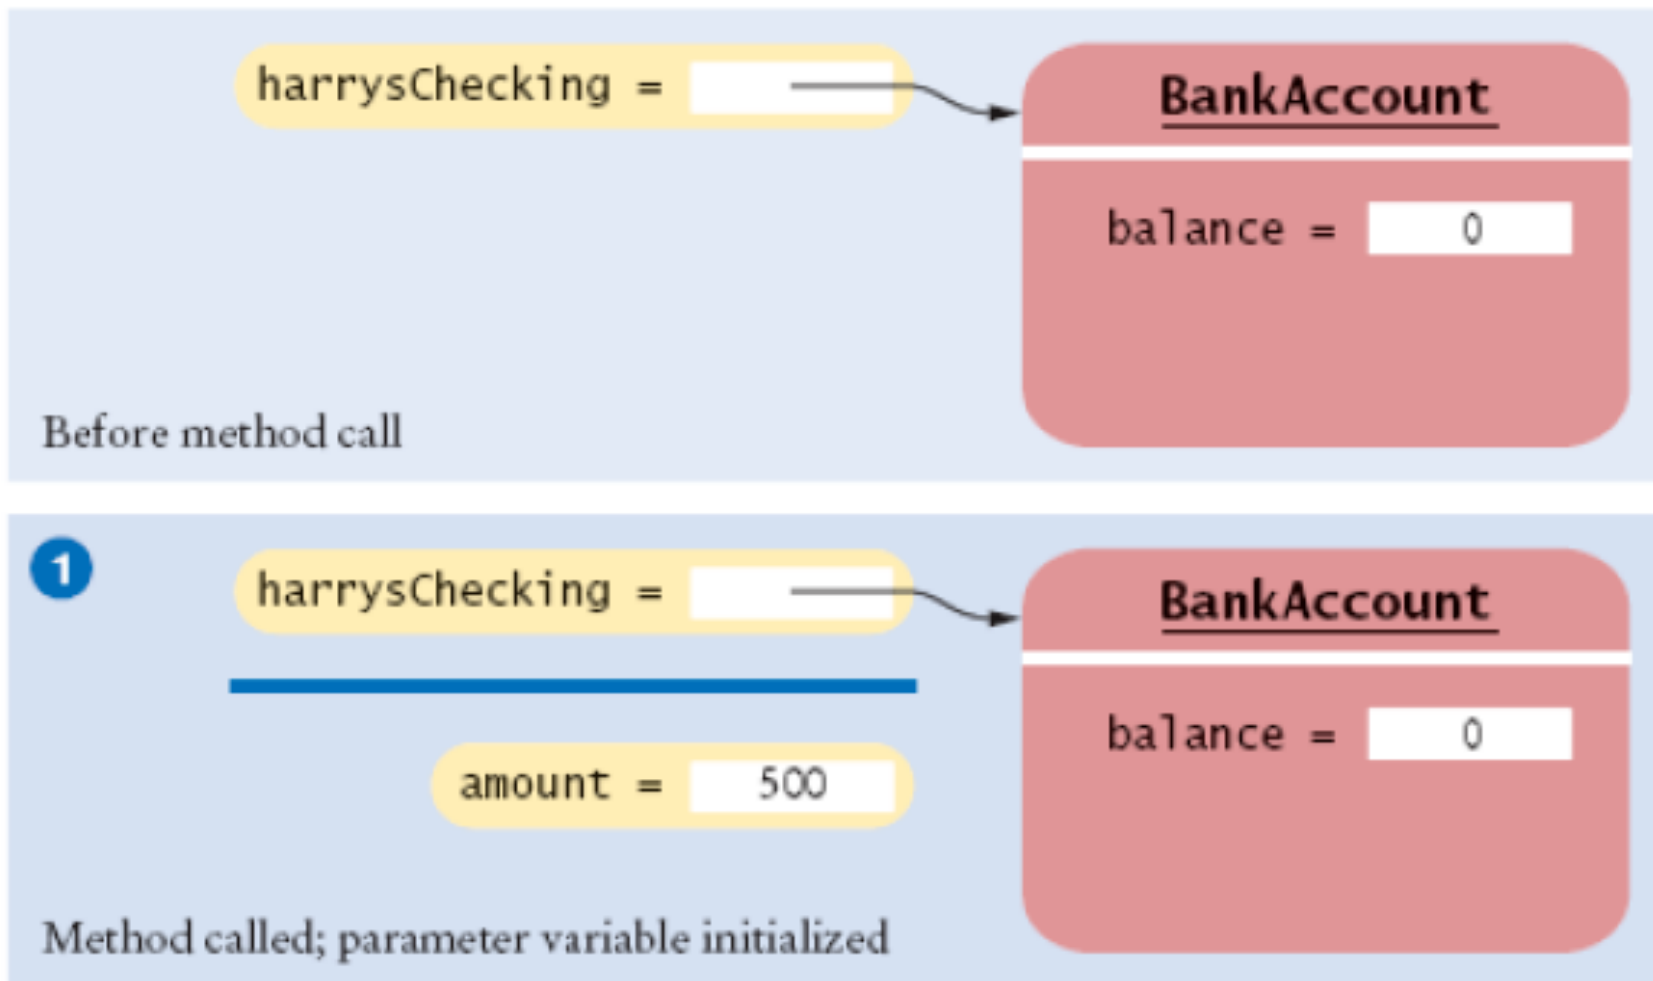 harrysChecking =
BankAccount
balance = 0
Before method call
1
harrysChecking =
BankAccount
amount = 500
balance = 0
Method called; parameter variable initialized